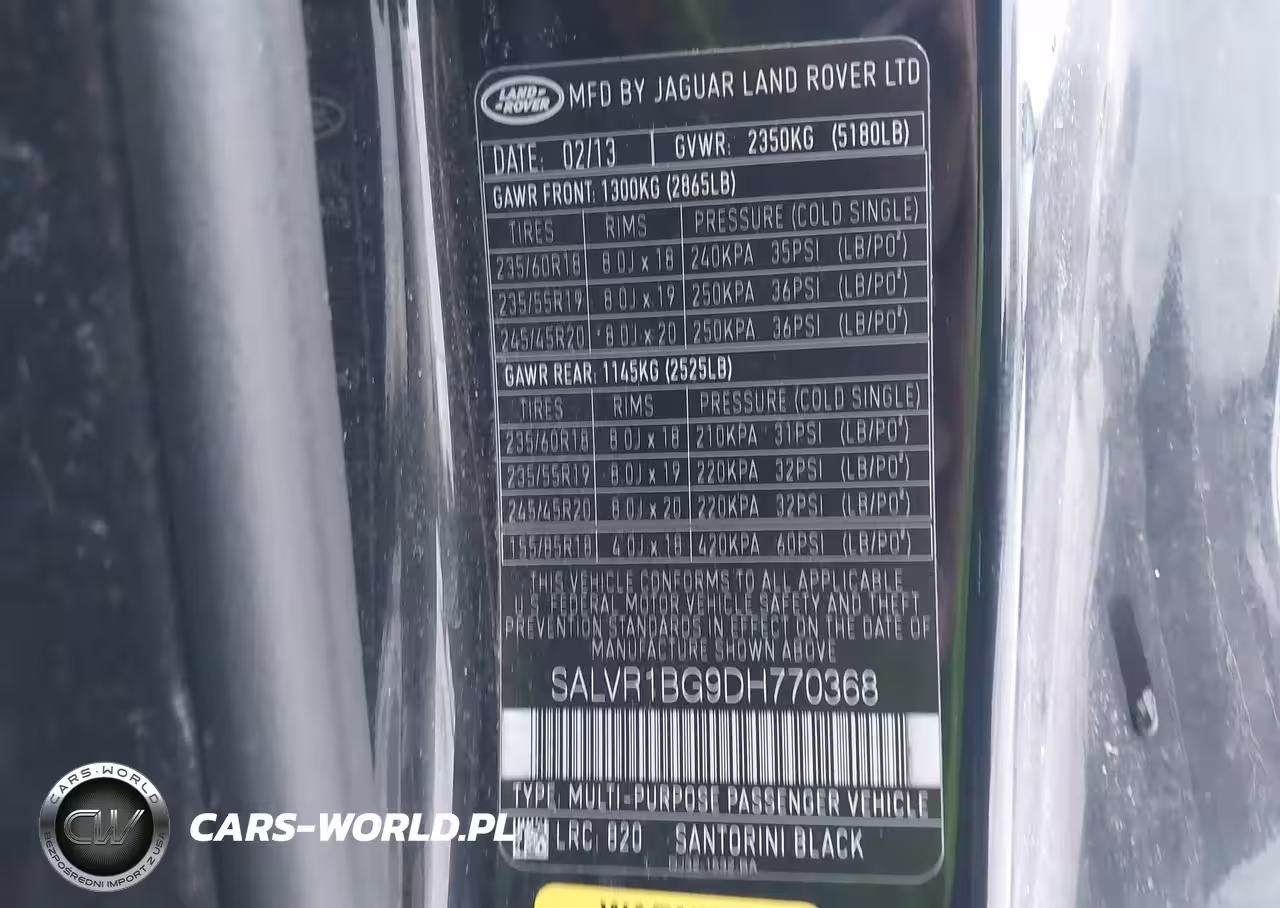 LAND ROVER MFD BY JAGUAR LAND ROVER LTD
DATE: 02/13 GVWR: 2350KG (5180LB)
GAWR FRONT: 1300KG (2865LB)
TIRES RIMS PRESSURE (COLD SINGLE)
235/60R18 8.0J x 18 240KPA 35PSI (LB/PO²)
235/55R19 8.0J x 19 250KPA 36PSI (LB/PO²)
245/45R20 8.0J x 20 250KPA 36PSI (LB/PO²)
GAWR REAR: 1145KG (2525LB)
TIRES RIMS PRESSURE (COLD SINGLE)
235/60R18 8.0J x 18 210KPA 31PSI (LB/PO²)
235/55R19 8.0J x 19 220KPA 32PSI (LB/PO²)
245/45R20 8.0J x 20 220KPA 32PSI (LB/PO²)
155/85R18 4.0J x 18 420KPA 60PSI (LB/PO²)
THIS VEHICLE CONFORMS TO ALL APPLICABLE
U.S. FEDERAL MOTOR VEHICLE SAFETY AND THEFT
PREVENTION STANDARDS IN EFFECT ON THE DATE OF
MANUFACTURE SHOWN ABOVE
SALVR1BG9DH770368
TYPE: MULTI-PURPOSE PASSENGER VEHICLE
LRC 820 SANTORINI BLACK
CARS-WORLD
CW
BEZPOŚREDNI IMPORT Z USA
CARS-WORLD.PL